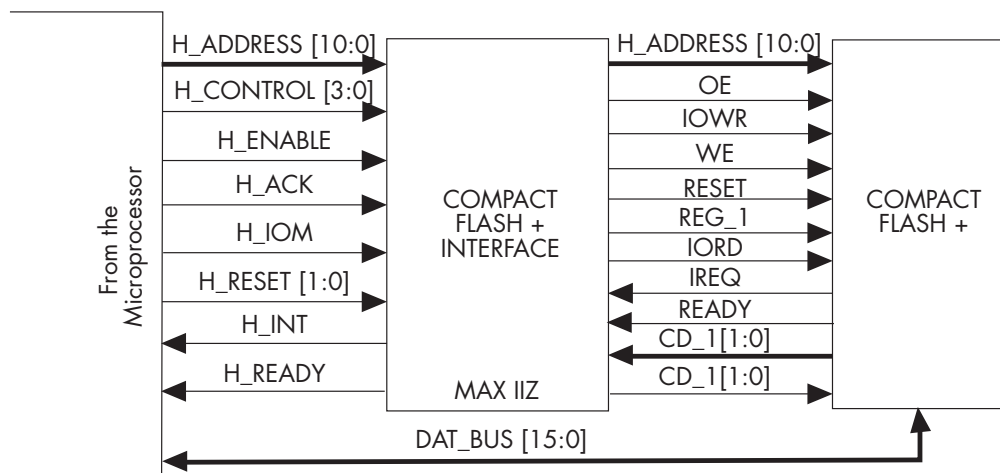 From the
Microprocessor
H_ADDRESS [10:0]
H_CONTROL [3:0]
H_ENABLE
H_ACK
H_IOM
H_RESET [1:0]
H_INT
H_READY
COMPACT
FLASH +
INTERFACE
MAX IIZ
H_ADDRESS [10:0]
OE
IOWR
WE
RESET
REG_1
IORD
IREQ
READY
CD_1[1:0]
CD_1[1:0]
COMPACT
FLASH +
DAT_BUS [15:0]